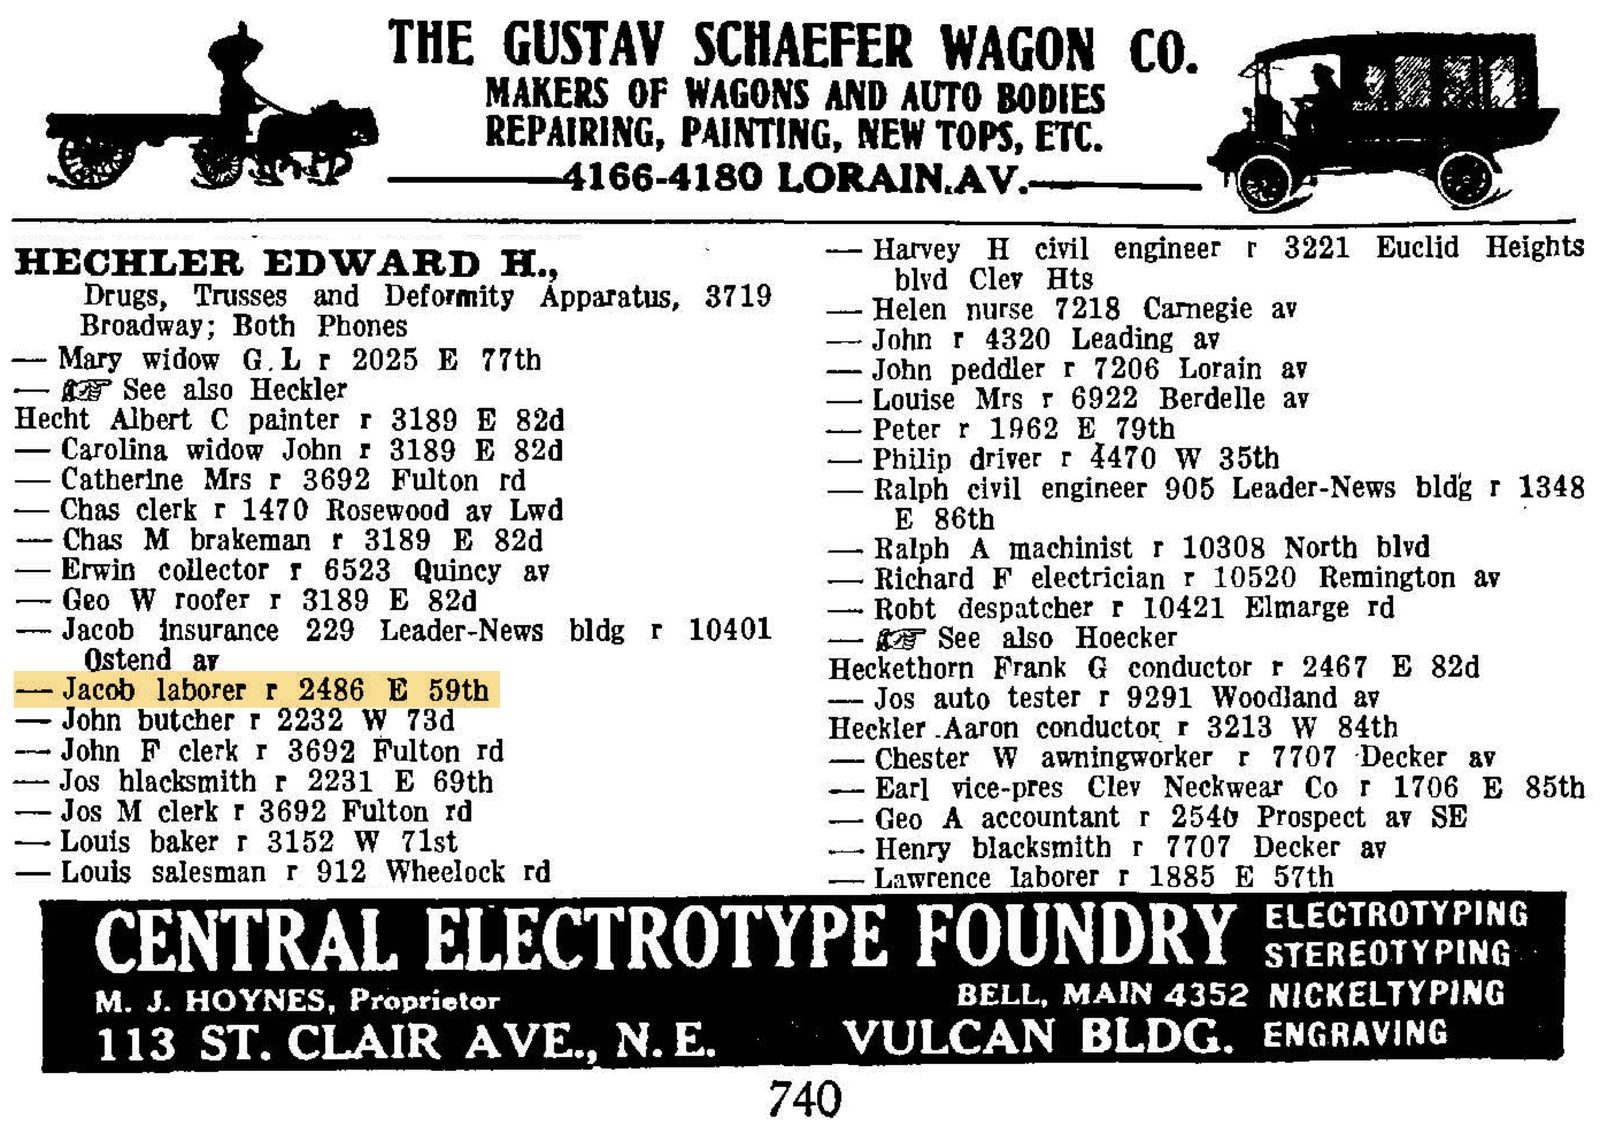 THE GUSTAV SCHAEFER WAGON CO.
MAKERS OF WAGONS AND AUTO BODIES
REPAIRING, PAINTING, NEW TOPS, ETC.
4166-4180 LORAIN AV.
HECHLER EDWARD H.,
Drugs, Trusses and Deformity Apparatus, 3719
Broadway; Both Phones
— Mary widow G L r 2025 E 77th
— ☞ See also Heckler
Hecht Albert C painter r 3189 E 82d
— Carolina widow John r 3189 E 82d
— Catherine Mrs r 3692 Fulton rd
— Chas clerk r 1470 Rosewood av Lwd
— Chas M brakeman r 3189 E 82d
— Erwin collector r 6523 Quincy av
— Geo W roofer r 3189 E 82d
— Jacob insurance 229 Leader-News bldg r 10401
Ostend av
— Jacob laborer r 2486 E 59th
— John butcher r 2232 W 73d
— John F clerk r 3692 Fulton rd
— Jos blacksmith r 2231 E 69th
— Jos M clerk r 3692 Fulton rd
— Louis baker r 3152 W 71st
— Louis salesman r 912 Wheelock rd
— Harvey H civil engineer r 3221 Euclid Heights
blvd Clev Hts
— Helen nurse 7218 Carnegie av
— John r 4320 Leading av
— John peddler r 7206 Lorain av
— Louise Mrs r 6922 Berdelle av
— Peter r 1962 E 79th
— Philip driver r 4470 W 35th
— Ralph civil engineer 905 Leader-News bldg r 1348
E 86th
— Ralph A machinist r 10308 North blvd
— Richard F electrician r 10520 Remington av
— Robt despatcher r 10421 Elmarge rd
— ☞ See also Hoecker
Heckethorn Frank G conductor r 2467 E 82d
— Jos auto tester r 9291 Woodland av
Heckler Aaron conductor r 3213 W 84th
— Chester W awningworker r 7707 Decker av
— Earl vice-pres Clev Neckwear Co r 1706 E 85th
— Geo A accountant r 2540 Prospect av SE
— Henry blacksmith r 7707 Decker av
— Lawrence laborer r 1885 E 57th
CENTRAL ELECTROTYPE FOUNDRY
M. J. HOYNES, Proprietor
BELL, MAIN 4352
113 ST. CLAIR AVE., N. E.
VULCAN BLDG.
ELECTROTYPING
STEREOTYPING
NICKELTYPING
ENGRAVING
740